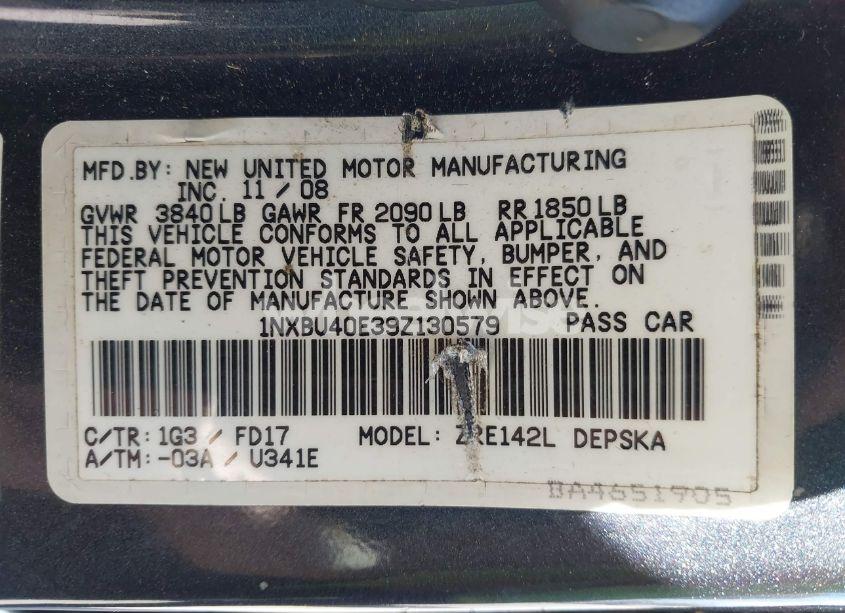 MFD.BY: NEW UNITED MOTOR MANUFACTURING
INC. 11 / 08
GVWR 3840 LB GAWR FR 2090 LB RR 1850 LB
THIS VEHICLE CONFORMS TO ALL APPLICABLE
FEDERAL MOTOR VEHICLE SAFETY, BUMPER, AND
THEFT PREVENTION STANDARDS IN EFFECT ON
THE DATE OF MANUFACTURE SHOWN ABOVE.
1NXBU40E39Z130579 PASS CAR
C/TR: 1G3 / FD17 MODEL: ZRE142L DEPSKA
A/TM: -03A / U341E
BA4651905